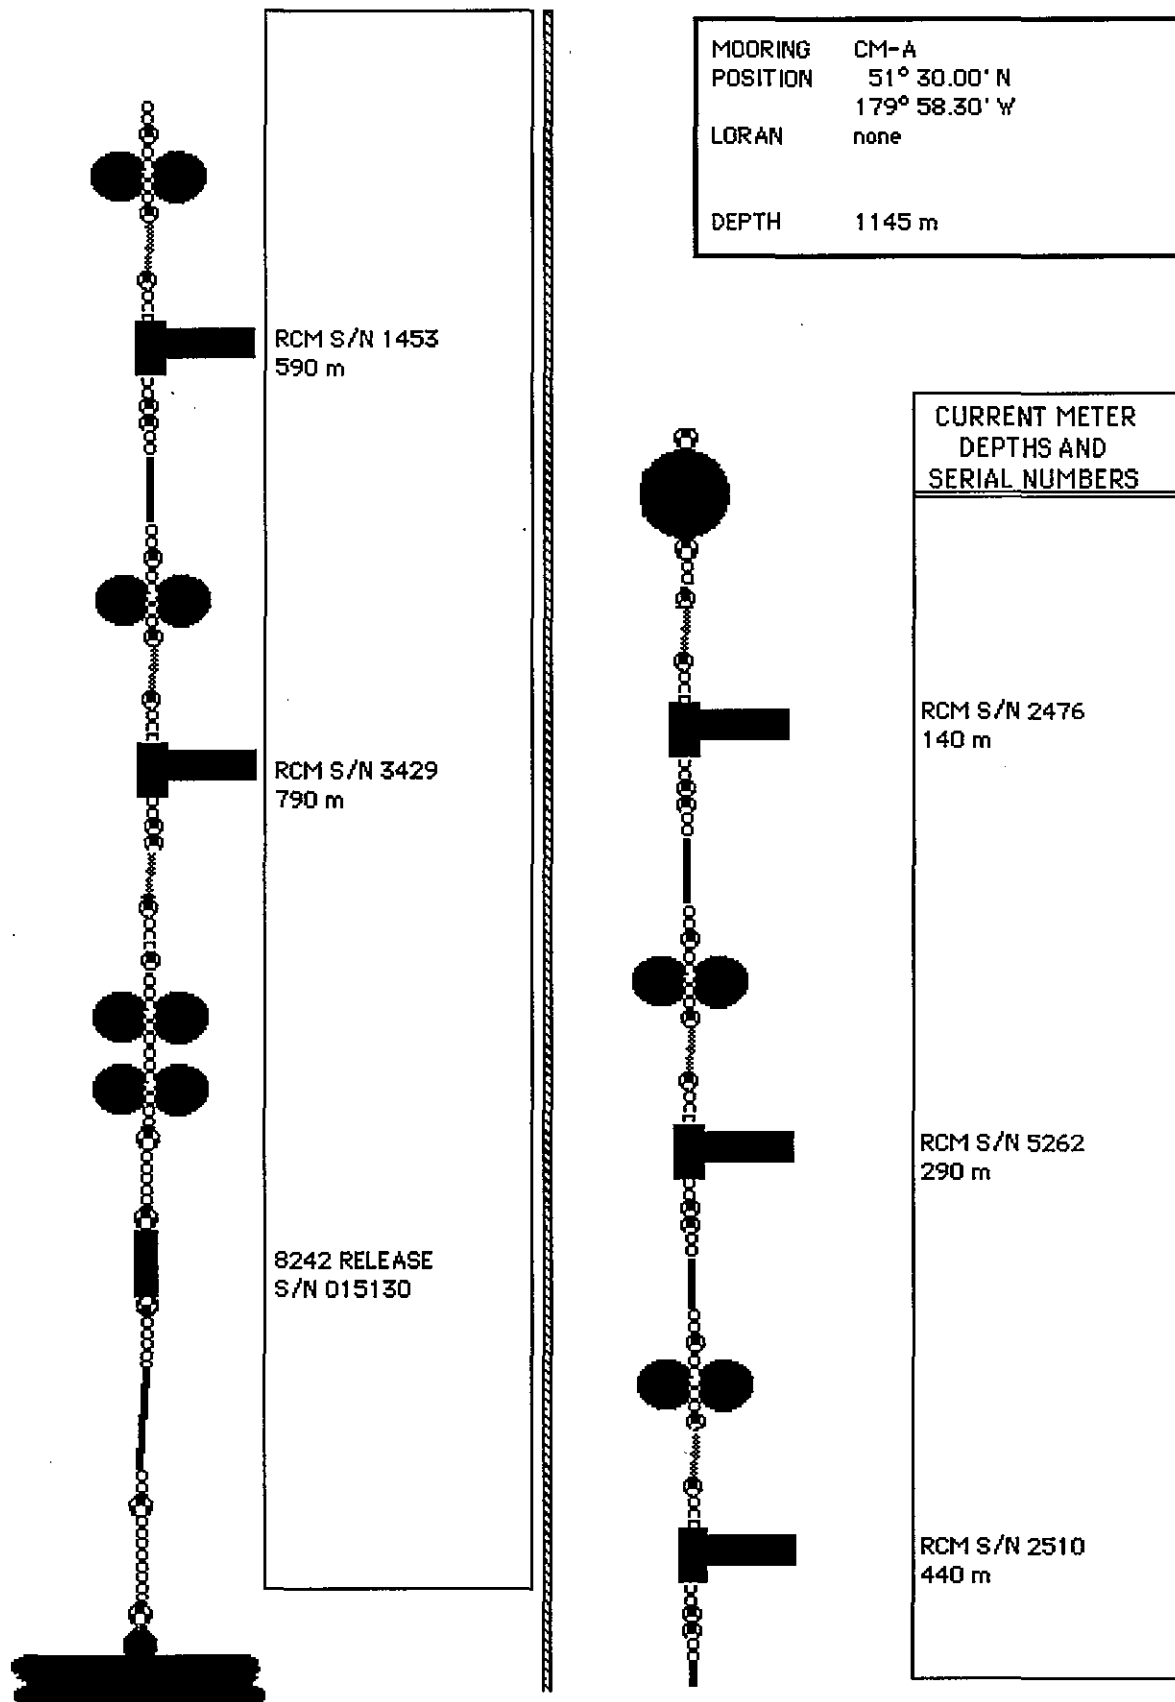 MOORING CM-A
POSITION 51° 30.00' N
179° 58.30' W
LORAN none
DEPTH 1145 m
RCM S/N 1453
590 m
RCM S/N 3429
790 m
8242 RELEASE
S/N 015130
CURRENT METER
DEPTHS AND
SERIAL NUMBERS
RCM S/N 2476
140 m
RCM S/N 5262
290 m
RCM S/N 2510
440 m